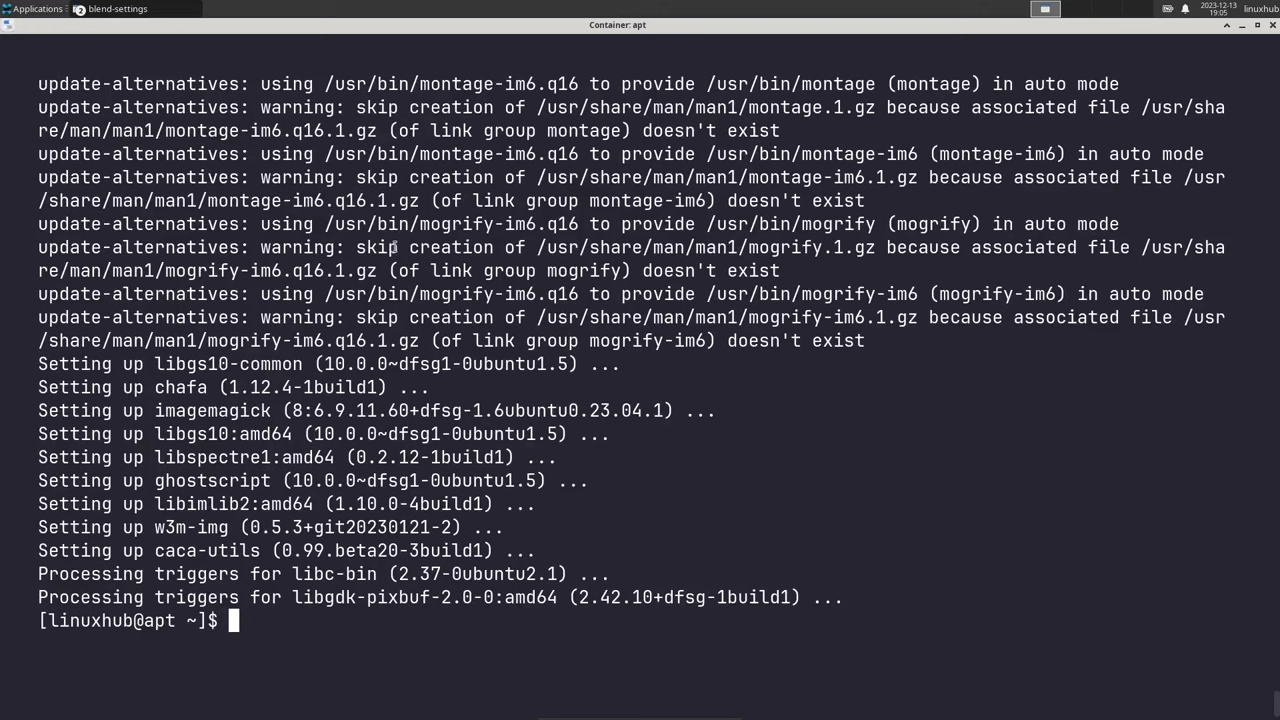 Applications
2 blend-settings
2023-12-13
19:05
linuxhub
Container: apt
update-alternatives: using /usr/bin/montage-im6.q16 to provide /usr/bin/montage (montage) in auto mode
update-alternatives: warning: skip creation of /usr/share/man/man1/montage.1.gz because associated file /usr/sha
re/man/man1/montage-im6.q16.1.gz (of link group montage) doesn't exist
update-alternatives: using /usr/bin/montage-im6.q16 to provide /usr/bin/montage-im6 (montage-im6) in auto mode
update-alternatives: warning: skip creation of /usr/share/man/man1/montage-im6.1.gz because associated file /usr
/share/man/man1/montage-im6.q16.1.gz (of link group montage-im6) doesn't exist
update-alternatives: using /usr/bin/mogrify-im6.q16 to provide /usr/bin/mogrify (mogrify) in auto mode
update-alternatives: warning: skip creation of /usr/share/man/man1/mogrify.1.gz because associated file /usr/sha
re/man/man1/mogrify-im6.q16.1.gz (of link group mogrify) doesn't exist
update-alternatives: using /usr/bin/mogrify-im6.q16 to provide /usr/bin/mogrify-im6 (mogrify-im6) in auto mode
update-alternatives: warning: skip creation of /usr/share/man/man1/mogrify-im6.1.gz because associated file /usr
/share/man/man1/mogrify-im6.q16.1.gz (of link group mogrify-im6) doesn't exist
Setting up libgs10-common (10.0.0~dfsg1-0ubuntu1.5) ...
Setting up chafa (1.12.4-1build1) ...
Setting up imagemagick (8:6.9.11.60+dfsg-1.6ubuntu0.23.04.1) ...
Setting up libgs10:amd64 (10.0.0~dfsg1-0ubuntu1.5) ...
Setting up libspectre1:amd64 (0.2.12-1build1) ...
Setting up ghostscript (10.0.0~dfsg1-0ubuntu1.5) ...
Setting up libimlib2:amd64 (1.10.0-4build1) ...
Setting up w3m-img (0.5.3+git20230121-2) ...
Setting up caca-utils (0.99.beta20-3build1) ...
Processing triggers for libc-bin (2.37-0ubuntu2.1) ...
Processing triggers for libgdk-pixbuf-2.0-0:amd64 (2.42.10+dfsg-1build1) ...
[linuxhub@apt ~]$